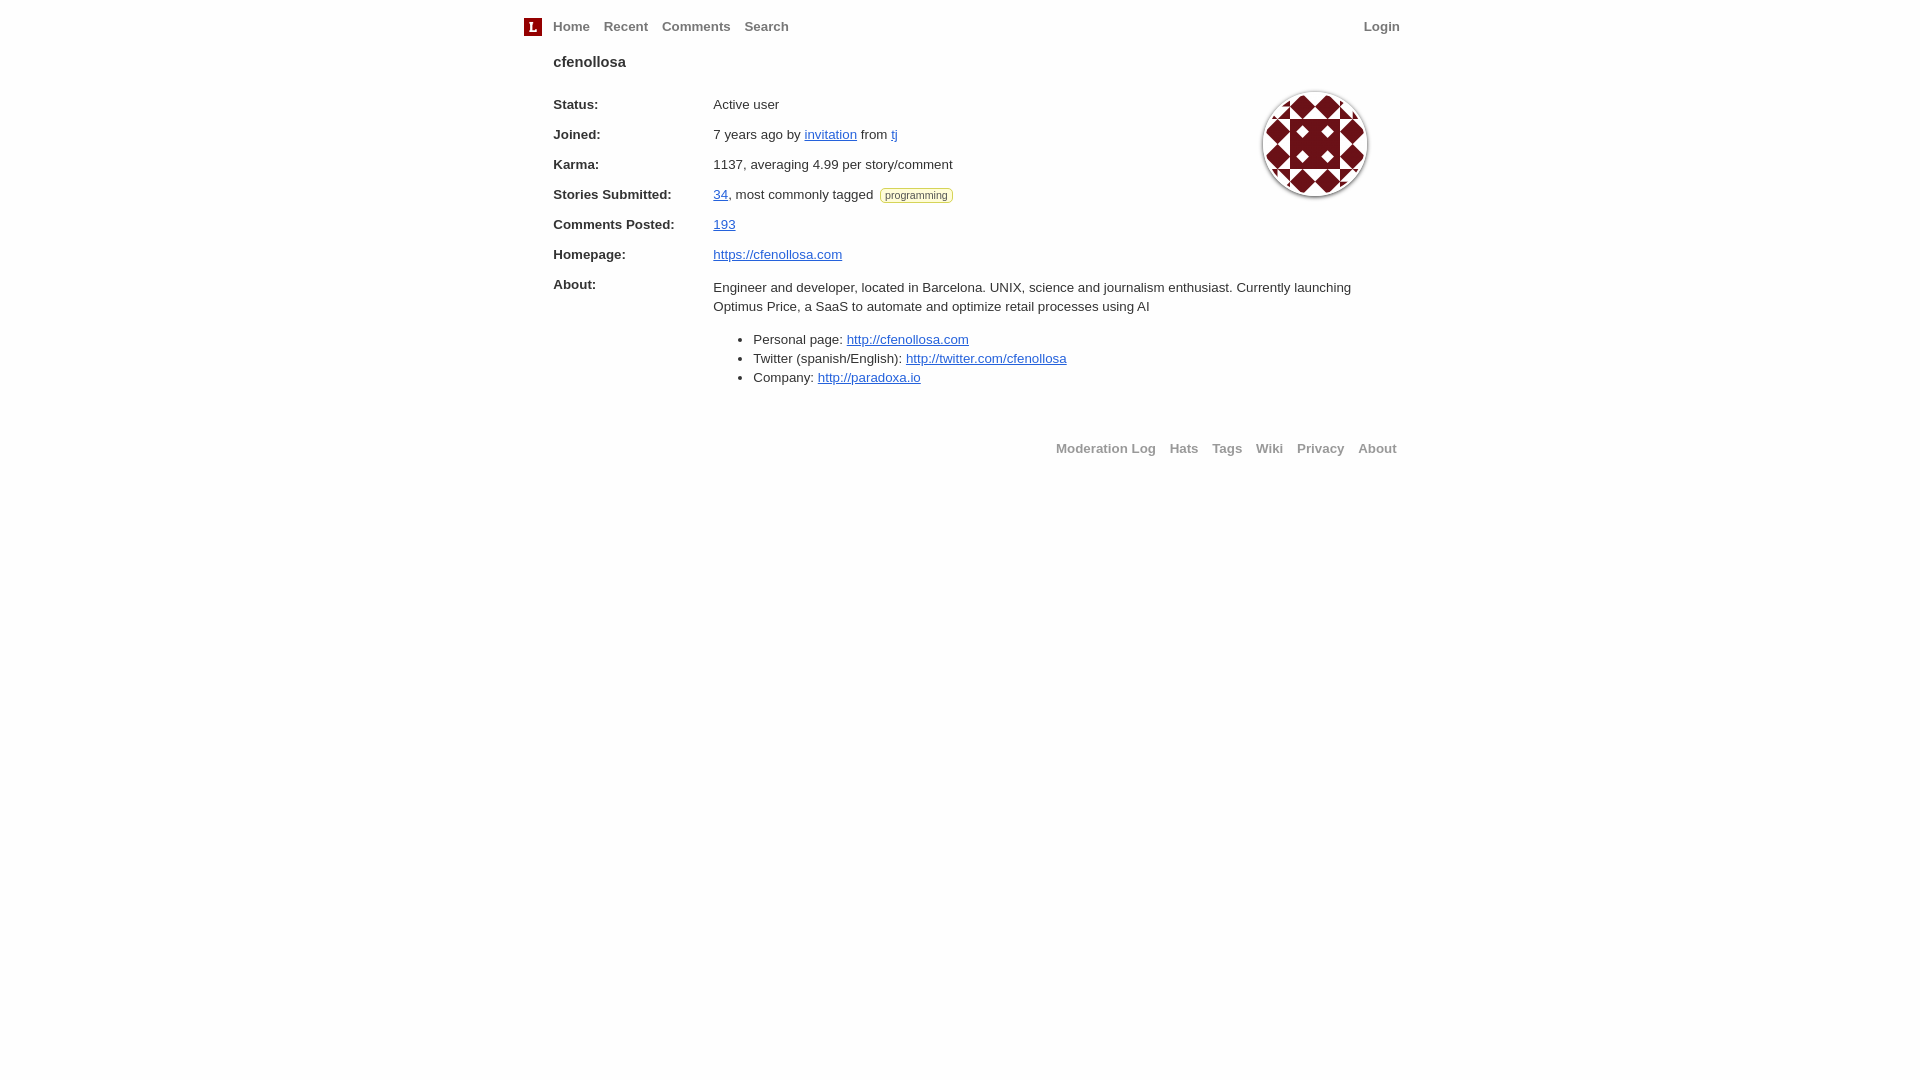 L Home Recent Comments Search Login
cfenollosa
Status: Active user
Joined: 7 years ago by invitation from tj
Karma: 1137, averaging 4.99 per story/comment
Stories Submitted: 34, most commonly tagged programming
Comments Posted: 193
Homepage: https://cfenollosa.com
About: Engineer and developer, located in Barcelona. UNIX, science and journalism enthusiast. Currently launching
Optimus Price, a SaaS to automate and optimize retail processes using AI
• Personal page: http://cfenollosa.com
• Twitter (spanish/English): http://twitter.com/cfenollosa
• Company: http://paradoxa.io
Moderation Log Hats Tags Wiki Privacy About